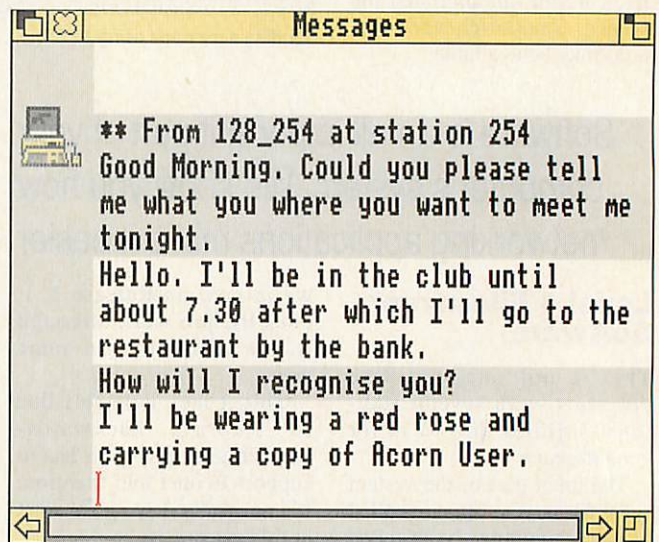 Messages
** From 128_254 at station 254
Good Morning. Could you please tell
me what you where you want to meet me
tonight.
Hello. I'll be in the club until
about 7.30 after which I'll go to the
restaurant by the bank.
How will I recognise you?
I'll be wearing a red rose and
carrying a copy of Acorn User.